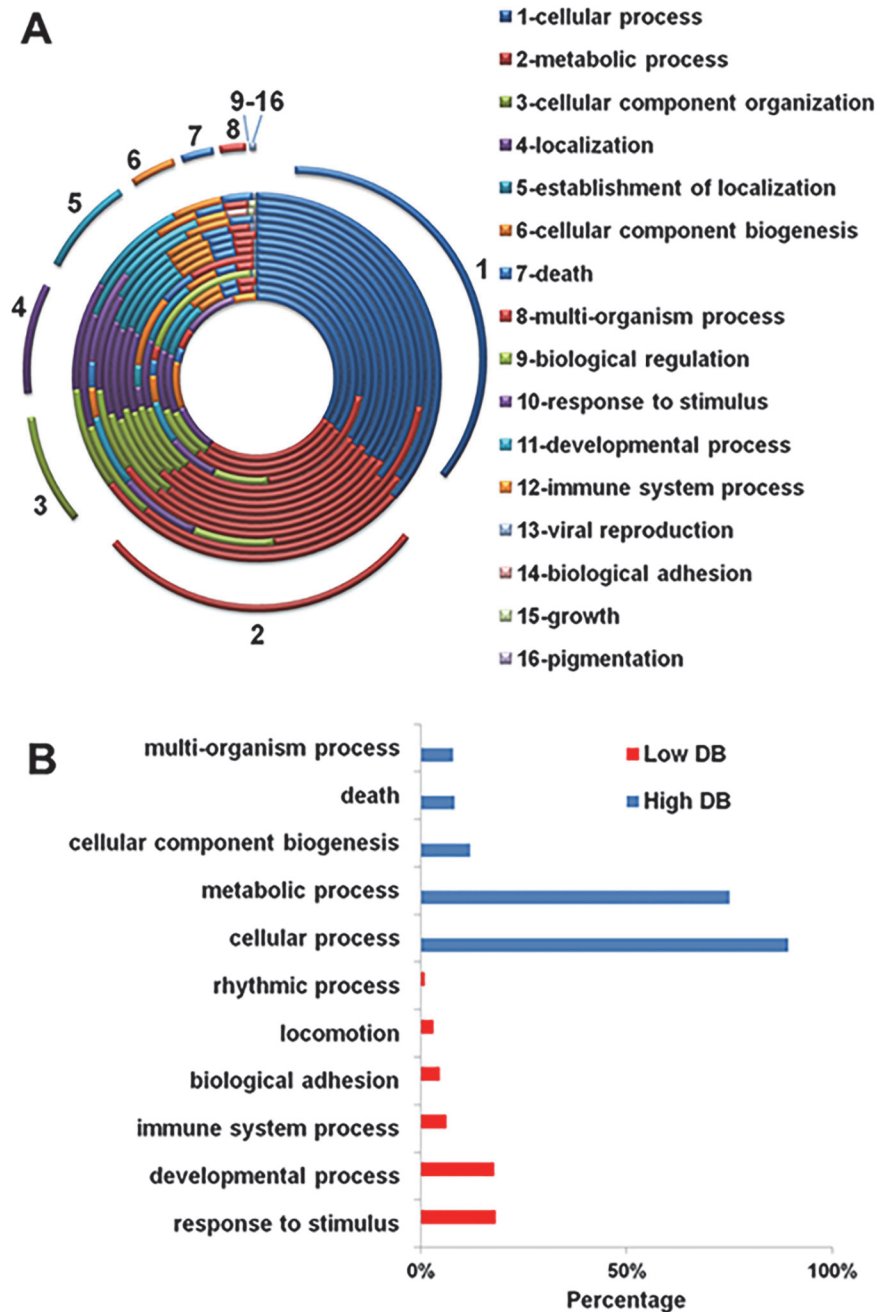 A
1-cellular process
2-metabolic process
3-cellular component organization
4-localization
5-establishment of localization
6-cellular component biogenesis
7-death
8-multi-organism process
9-biological regulation
10-response to stimulus
11-developmental process
12-immune system process
13-viral reproduction
14-biological adhesion
15-growth
16-pigmentation
9-16
8
7
6
5
4
3
2
1
B
Low DB
High DB
multi-organism process
death
cellular component biogenesis
metabolic process
cellular process
rhythmic process
locomotion
biological adhesion
immune system process
developmental process
response to stimulus
0%
50%
100%
Percentage